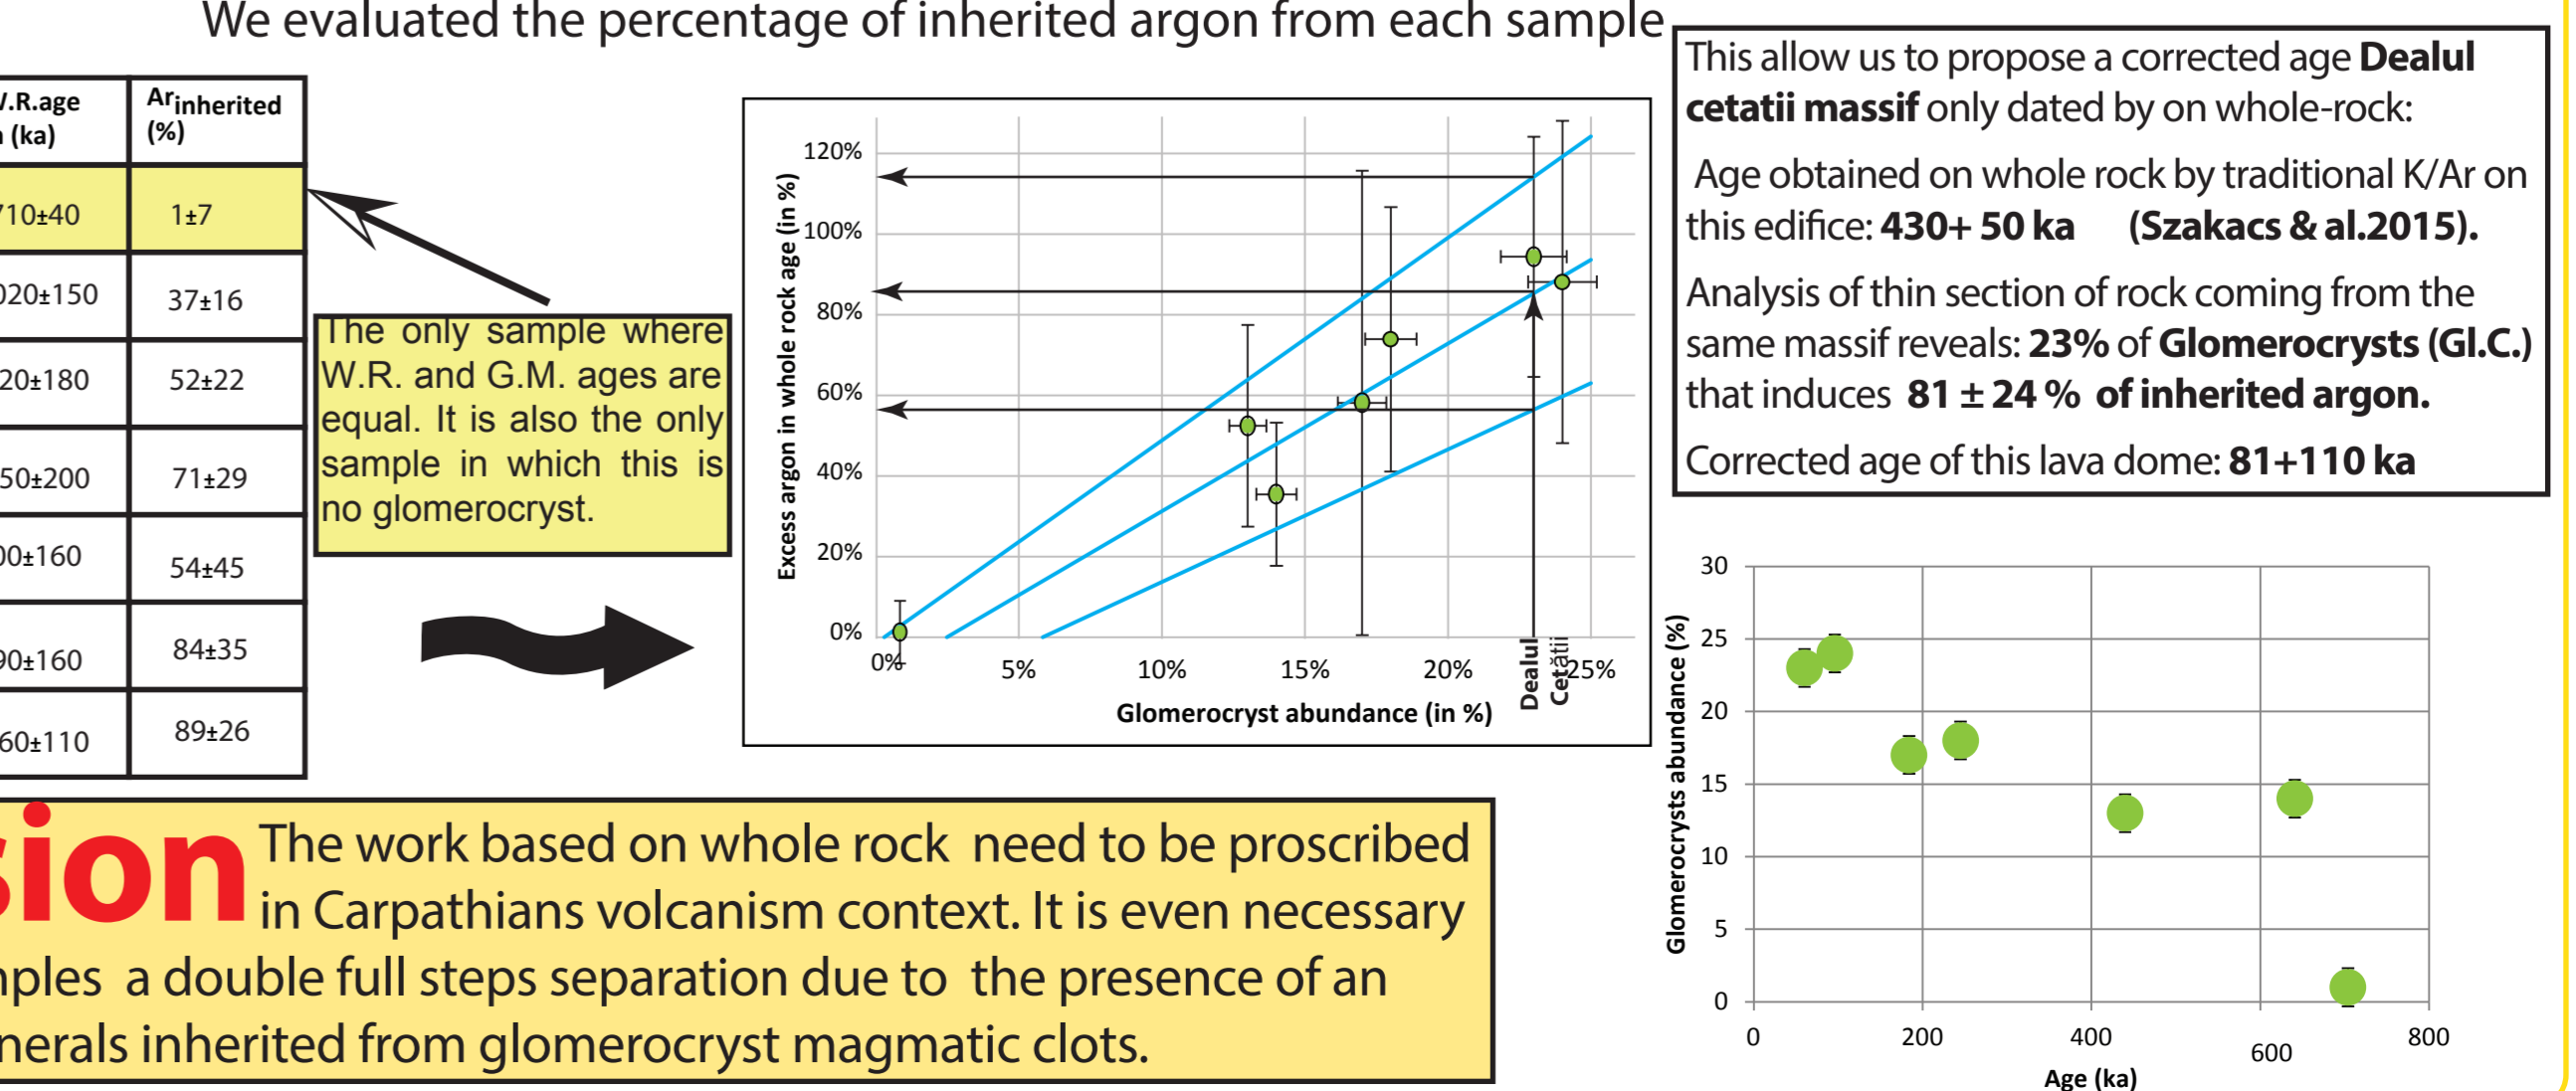 We evaluated the percentage of inherited argon from each sample
.R.age
(ka)
Ar inherited
(%)
710±40
1±7
020±150
37±16
20±180
52±22
50±200
71±29
00±160
54±45
90±160
84±35
60±110
89±26
The only sample where
W.R. and G.M. ages are
equal. It is also the only
sample in which this is
no glomerocryst.
Excess argon in whole rock age (in %)
120%
100%
80%
60%
40%
20%
0%
0%
5%
10%
15%
20%
25%
Dealul
Cetătii
Glomerocryst abundance (in %)
This allow us to propose a corrected age Dealul
cetatii massif only dated by on whole-rock:
Age obtained on whole rock by traditional K/Ar on
this edifice: 430+ 50 ka (Szakacs & al.2015).
Analysis of thin section of rock coming from the
same massif reveals: 23% of Glomerocrysts (Gl.C.)
that induces 81 ± 24 % of inherited argon.
Corrected age of this lava dome: 81+110 ka
Glomerocrysts abundance (%)
30
25
20
15
10
5
0
0
200
400
600
800
Age (ka)
sion
The work based on whole rock need to be proscribed
in Carpathians volcanism context. It is even necessary
nples a double full steps separation due to the presence of an
nerals inherited from glomerocryst magmatic clots.